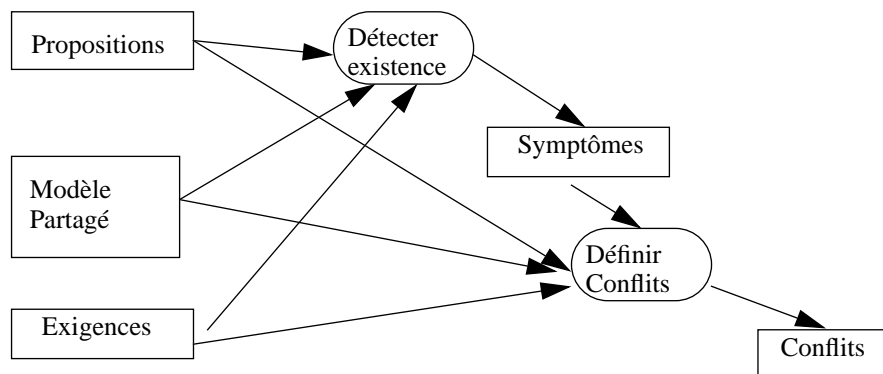 Propositions
Détecter
existence
Symptômes
Modèle
Partagé
Définir
Conflits
Exigences
Conflits